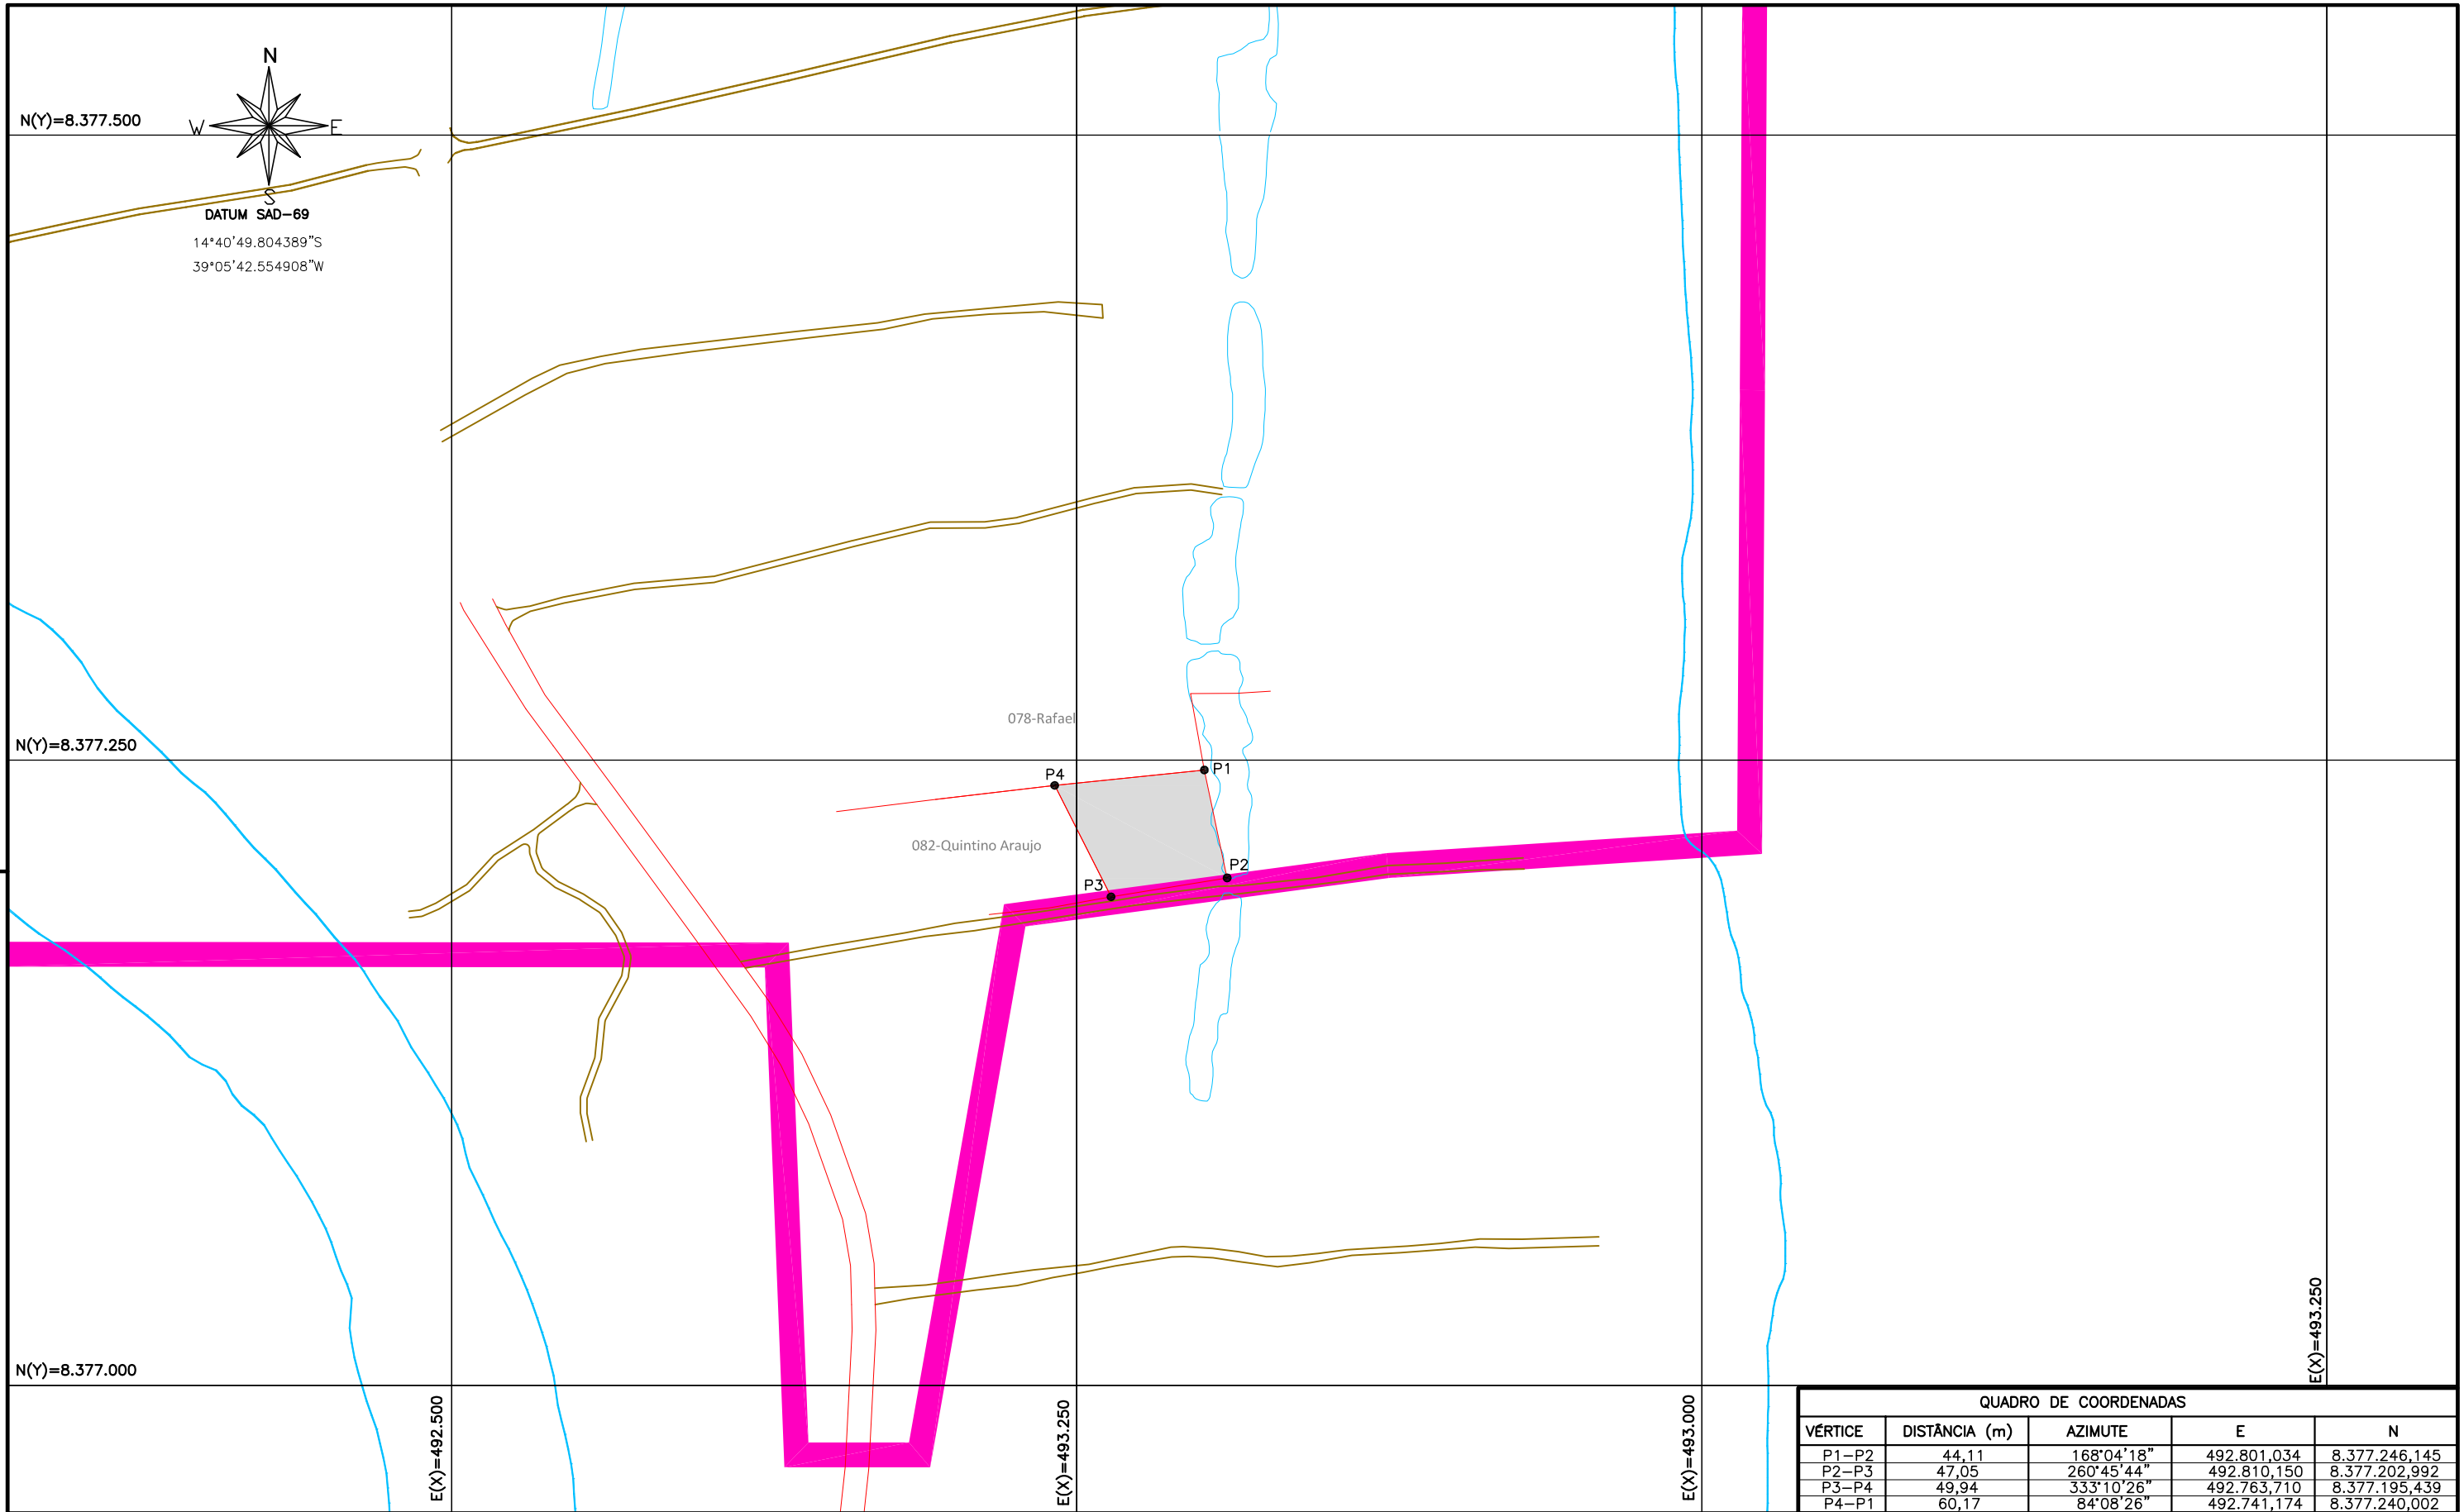 N
N(Y)=8.377.500
W
E
S
DATUM SAD-69
14°40'49.804389"S
39°05'42.554908"W
078-Rafael
N(Y)=8.377.250
P1
P4
082-Quintino Araujo
P2
P3
N(Y)=8.377.000
E(X)=492.500
E(X)=493.250
E(X)=493.000
E(X)=493.250
QUADRO DE COORDENADAS
VÉRTICE DISTÂNCIA (m) AZIMUTE E N
P1-P2 44,11 168°04'18" 492.801,034 8.377.246,145
P2-P3 47,05 260°45'44" 492.810,150 8.377.202,992
P3-P4 49,94 333°10'26" 492.763,710 8.377.195,439
P4-P1 60,17 84°08'26" 492.741,174 8.377.240,002